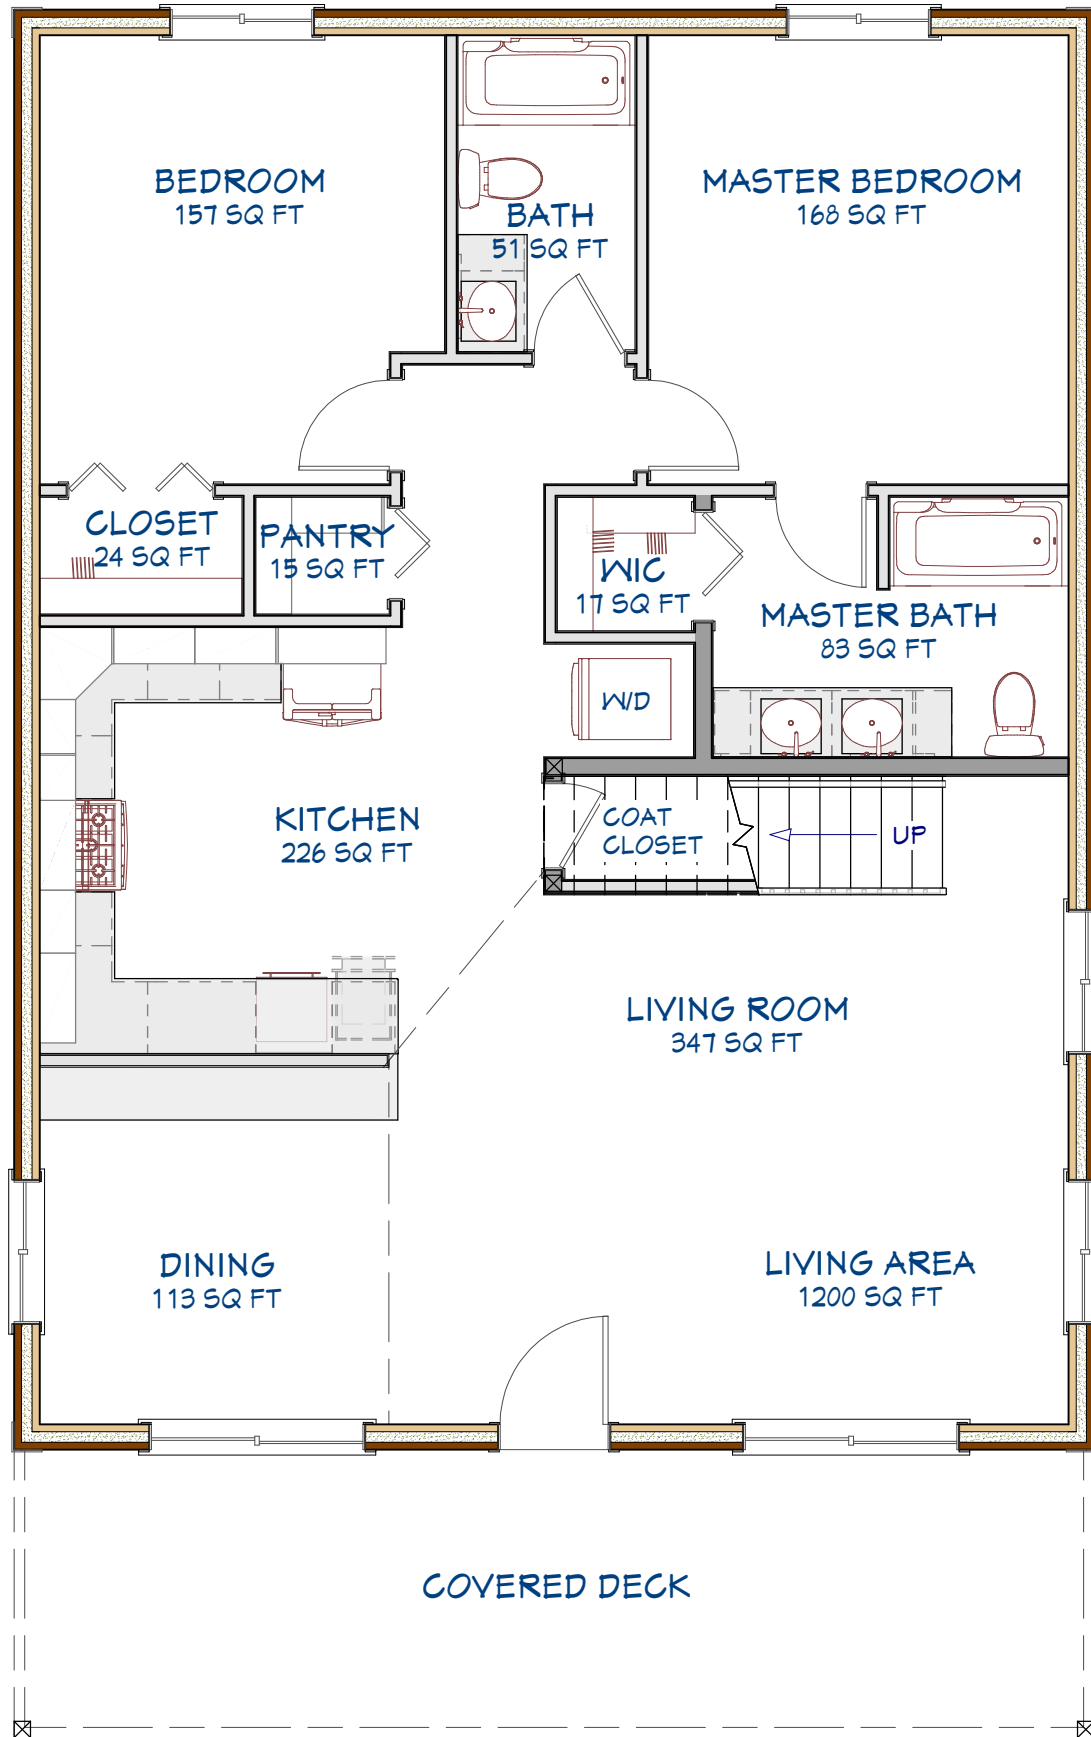 BEDROOM
157 SQ FT
BATH
51 SQ FT
MASTER BEDROOM
168 SQ FT
CLOSET
24 SQ FT
PANTRY
15 SQ FT
WIC
17 SQ FT
MASTER BATH
83 SQ FT
W/D
KITCHEN
226 SQ FT
COAT
CLOSET
UP
LIVING ROOM
347 SQ FT
DINING
113 SQ FT
LIVING AREA
1200 SQ FT
COVERED DECK